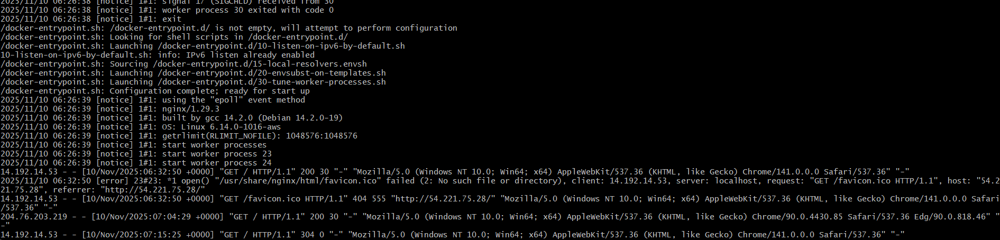 2025/11/10 06:26:38 [notice] 1#1: signal 17 (SIGCHLD) received from 30
2025/11/10 06:26:38 [notice] 1#1: worker process 30 exited with code 0
2025/11/10 06:26:38 [notice] 1#1: exit
/docker-entrypoint.sh: /docker-entrypoint.d/ is not empty, will attempt to perform configuration
/docker-entrypoint.sh: Looking for shell scripts in /docker-entrypoint.d/
/docker-entrypoint.sh: Launching /docker-entrypoint.d/10-listen-on-ipv6-by-default.sh
10-listen-on-ipv6-by-default.sh: info: IPv6 listen already enabled
/docker-entrypoint.sh: Sourcing /docker-entrypoint.d/15-local-resolvers.envsh
/docker-entrypoint.sh: Launching /docker-entrypoint.d/20-envsubst-on-templates.sh
/docker-entrypoint.sh: Launching /docker-entrypoint.d/30-tune-worker-processes.sh
/docker-entrypoint.sh: Configuration complete; ready for start up
2025/11/10 06:26:39 [notice] 1#1: using the "epoll" event method
2025/11/10 06:26:39 [notice] 1#1: nginx/1.29.3
2025/11/10 06:26:39 [notice] 1#1: built by gcc 14.2.0 (Debian 14.2.0-19)
2025/11/10 06:26:39 [notice] 1#1: OS: Linux 6.14.0-1016-aws
2025/11/10 06:26:39 [notice] 1#1: getrlimit(RLIMIT_NOFILE): 1048576:1048576
2025/11/10 06:26:39 [notice] 1#1: start worker processes
2025/11/10 06:26:39 [notice] 1#1: start worker process 23
2025/11/10 06:26:39 [notice] 1#1: start worker process 24
14.192.14.53 - - [10/Nov/2025:06:32:50 +0000] "GET / HTTP/1.1" 200 30 "-" "Mozilla/5.0 (Windows NT 10.0; Win64; x64) AppleWebKit/537.36 (KHTML, like Gecko) Chrome/141.0.0.0 Safari/537.36" "-"
2025/11/10 06:32:50 [error] 23#23: *1 open() "/usr/share/nginx/html/favicon.ico" failed (2: No such file or directory), client: 14.192.14.53, server: localhost, request: "GET /favicon.ico HTTP/1.1", host: "54.2
21.75.28", referrer: "http://54.221.75.28/"
14.192.14.53 - - [10/Nov/2025:06:32:50 +0000] "GET /favicon.ico HTTP/1.1" 404 555 "http://54.221.75.28/" "Mozilla/5.0 (Windows NT 10.0; Win64; x64) AppleWebKit/537.36 (KHTML, like Gecko) Chrome/141.0.0.0 Safari
/537.36" "-"
204.76.203.219 - - [10/Nov/2025:07:04:29 +0000] "GET / HTTP/1.1" 200 30 "-" "Mozilla/5.0 (Windows NT 10.0; Win64; x64) AppleWebKit/537.36 (KHTML, like Gecko) Chrome/90.0.4430.85 Safari/537.36 Edg/90.0.818.46" "
-"
14.192.14.53 - - [10/Nov/2025:07:15:25 +0000] "GET / HTTP/1.1" 304 0 "-" "Mozilla/5.0 (Windows NT 10.0; Win64; x64) AppleWebKit/537.36 (KHTML, like Gecko) Chrome/141.0.0.0 Safari/537.36" "-"